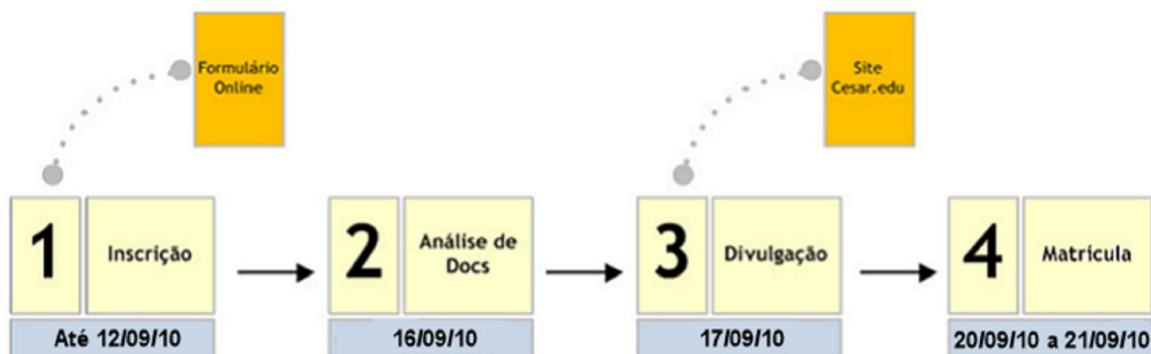 Formulário
Online
Site
Cesar.edu
1
Inscrição
2
Análise de
Docs
3
Divulgação
4
Matrícula
Até 12/09/10
16/09/10
17/09/10
20/09/10 a 21/09/10